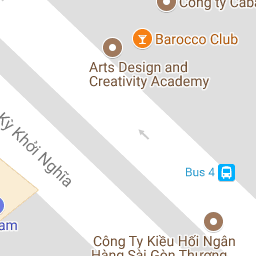 Công ty Caba
Barocco Club
Arts Design and
Creativity Academy
Kỳ Khởi Nghĩa
Bus 4
am
Công Ty Kiều Hối Ngân
Hàng Sài Gòn Thương